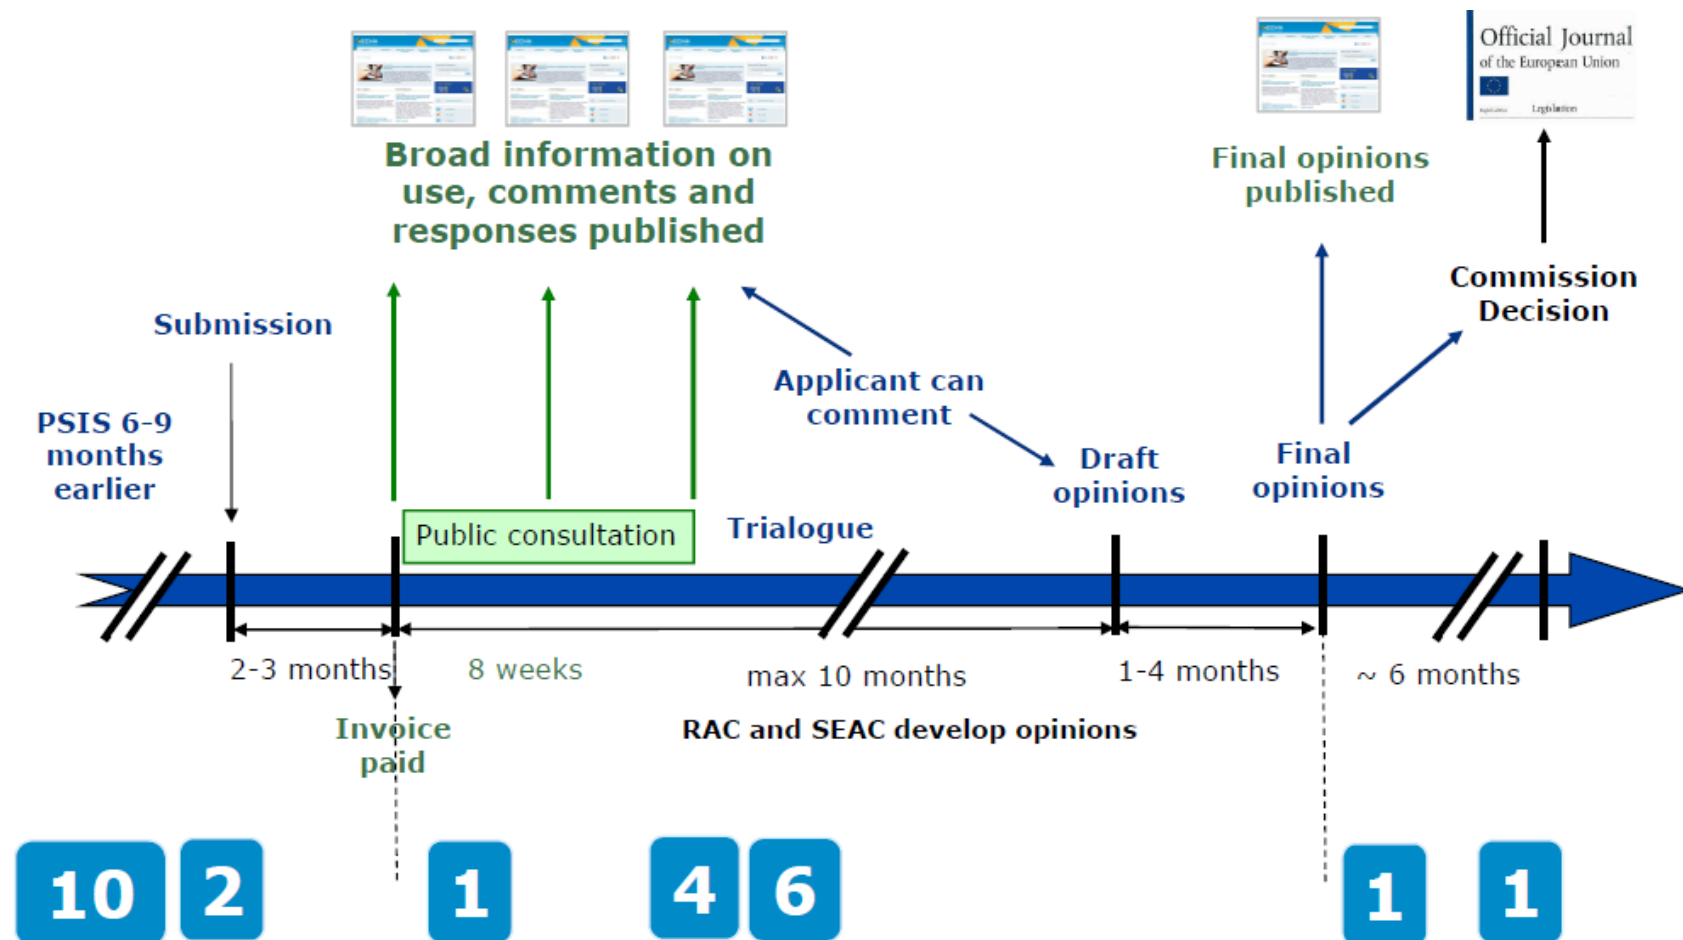 Official Journal
of the European Union
Legislation
Broad information on
use, comments and
responses published
Final opinions
published
Commission
Decision
Submission
Applicant can
comment
PSIS 6-9
months
earlier
Draft
opinions
Final
opinions
Public consultation
Trialogue
2-3 months
8 weeks
max 10 months
1-4 months
~ 6 months
Invoice
paid
RAC and SEAC develop opinions
10
2
1
4
6
1
1